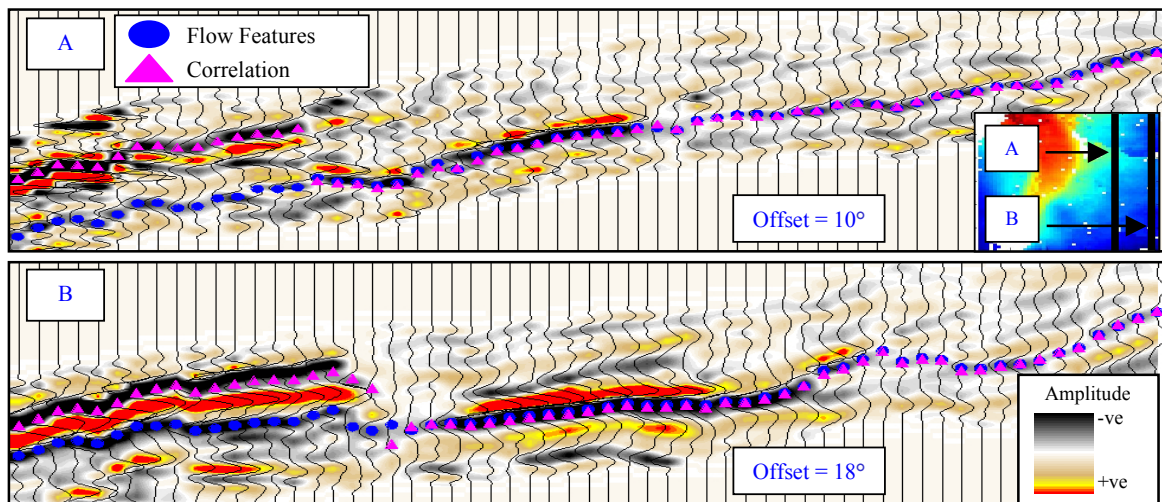 A
Flow Features
Correlation
A
B
Offset = 10°
B
Amplitude
-ve
+ve
Offset = 18°